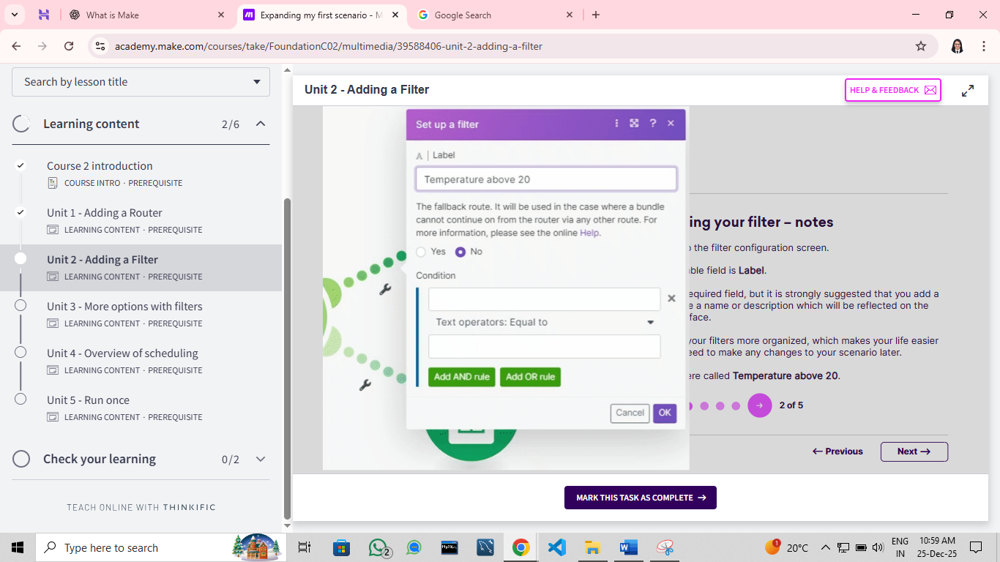 What is Make
Expanding my first scenario - M
Google Search
academy.make.com/courses/take/FoundationC02/multimedia/39588406-unit-2-adding-a-filter
Search by lesson title
Learning content
2/6
Course 2 introduction
COURSE INTRO · PREREQUISITE
Unit 1 - Adding a Router
LEARNING CONTENT · PREREQUISITE
Unit 2 - Adding a Filter
LEARNING CONTENT · PREREQUISITE
Unit 3 - More options with filters
LEARNING CONTENT · PREREQUISITE
Unit 4 - Overview of scheduling
LEARNING CONTENT · PREREQUISITE
Unit 5 - Run once
LEARNING CONTENT · PREREQUISITE
Check your learning
0/2
TEACH ONLINE WITH THINKIFIC
Unit 2 - Adding a Filter
HELP & FEEDBACK
Set up a filter
A | Label
Temperature above 20
The fallback route. It will be used in the case where a bundle
cannot continue on from the router via any other route. For
more information, please see the online Help.
Yes
No
Condition
Text operators: Equal to
Add AND rule
Add OR rule
Cancel
OK
ing your filter – notes
the filter configuration screen.
ble field is Label.
equired field, but it is strongly suggested that you add a
e a name or description which will be reflected on the
face.
your filters more organized, which makes your life easier
eed to make any changes to your scenario later.
ere called Temperature above 20.
2 of 5
← Previous
Next →
MARK THIS TASK AS COMPLETE →
Type here to search
2
MySQL
1
20°C
ENG
IN
10:59 AM
25-Dec-25